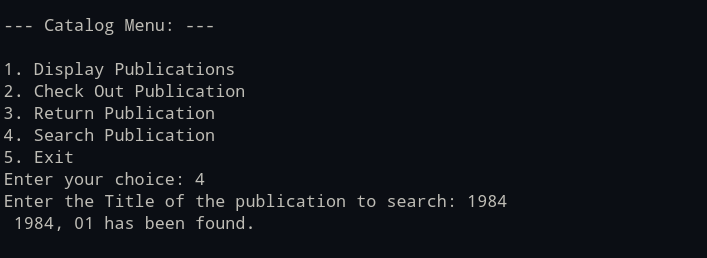 --- Catalog Menu: ---
1. Display Publications
2. Check Out Publication
3. Return Publication
4. Search Publication
5. Exit
Enter your choice: 4
Enter the Title of the publication to search: 1984
1984, 01 has been found.